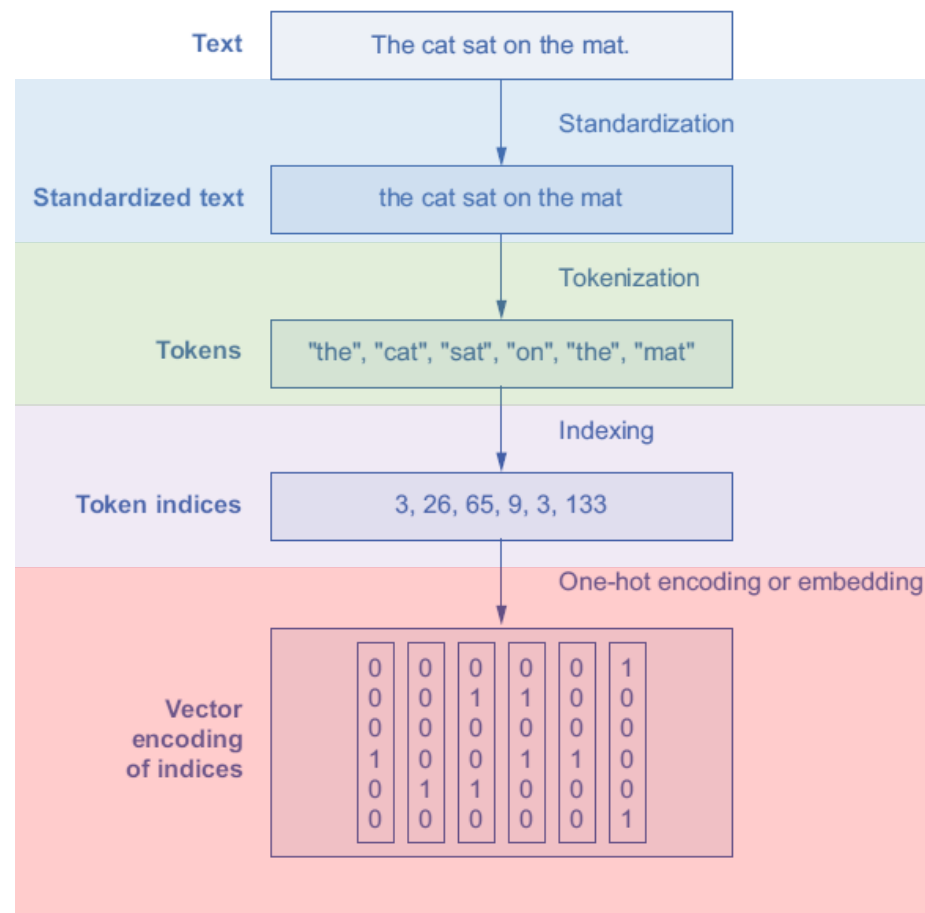 Text
The cat sat on the mat.
Standardization
Standardized text
the cat sat on the mat
Tokenization
Tokens
"the", "cat", "sat", "on", "the", "mat"
Indexing
Token indices
3, 26, 65, 9, 3, 133
One-hot encoding or embedding
Vector
encoding
of indices
0 0 0 0 0 1
0 0 1 1 0 0
0 0 0 0 0 0
1 0 0 1 1 0
0 1 1 0 0 0
0 0 0 0 0 1